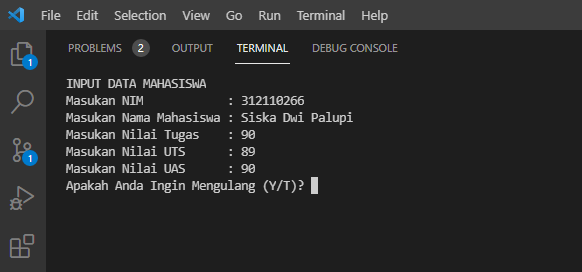 File Edit Selection View Go Run Terminal Help
PROBLEMS 2 OUTPUT TERMINAL DEBUG CONSOLE
INPUT DATA MAHASISWA
Masukan NIM : 312110266
Masukan Nama Mahasiswa : Siska Dwi Palupi
Masukan Nilai Tugas : 90
Masukan Nilai UTS : 89
Masukan Nilai UAS : 90
Apakah Anda Ingin Mengulang (Y/T)?
1
1